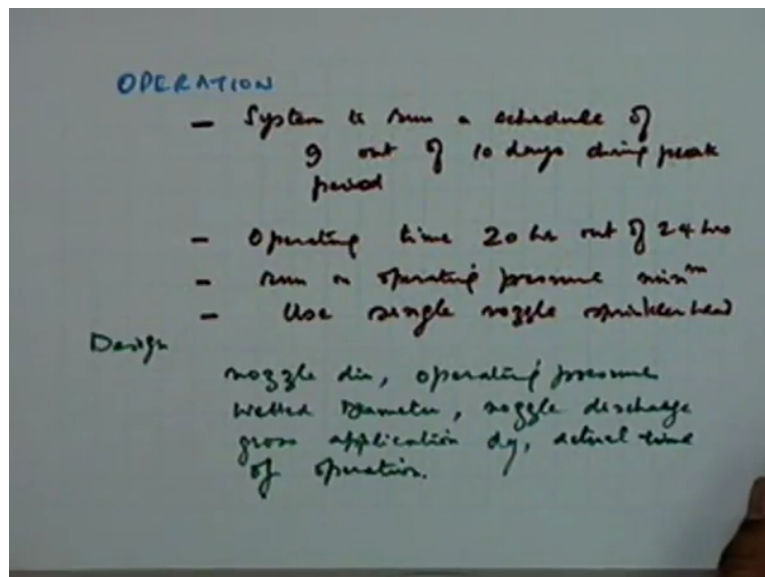 OPERATION
— System to run a schedule of
9 out of 10 days during peak
period
— Operating time 20 hrs out of 24 hrs
— Run on operating pressure minᵐ
— Use single nozzle sprinkler head
Design
nozzle dia, operating pressure
wetted Diameter, nozzle discharge
gross application dg, actual time
of operation.